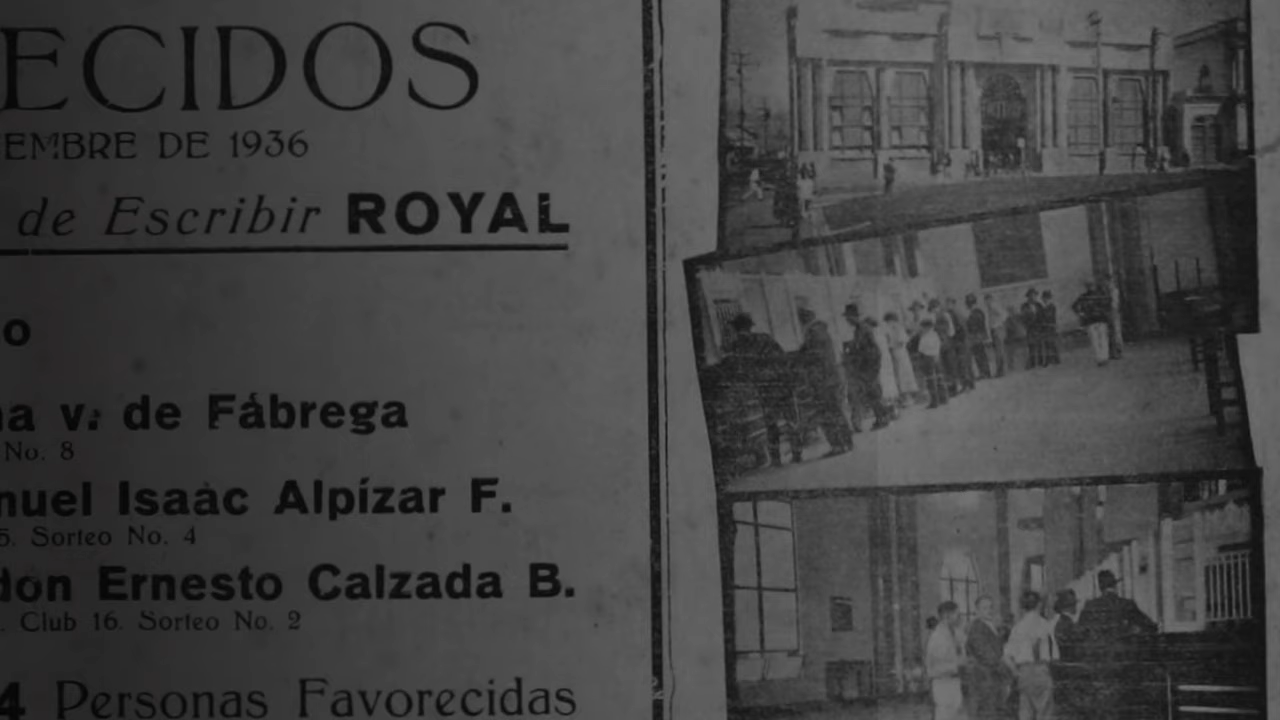 ECIDOS
EMBRE DE 1936
de Escribir ROYAL
o
a v. de Fábrega
No. 8
nuel Isaac Alpízar F.
5. Sorteo No. 4
don Ernesto Calzada B.
. Club 16. Sorteo No. 2
4 Personas Favorecidas